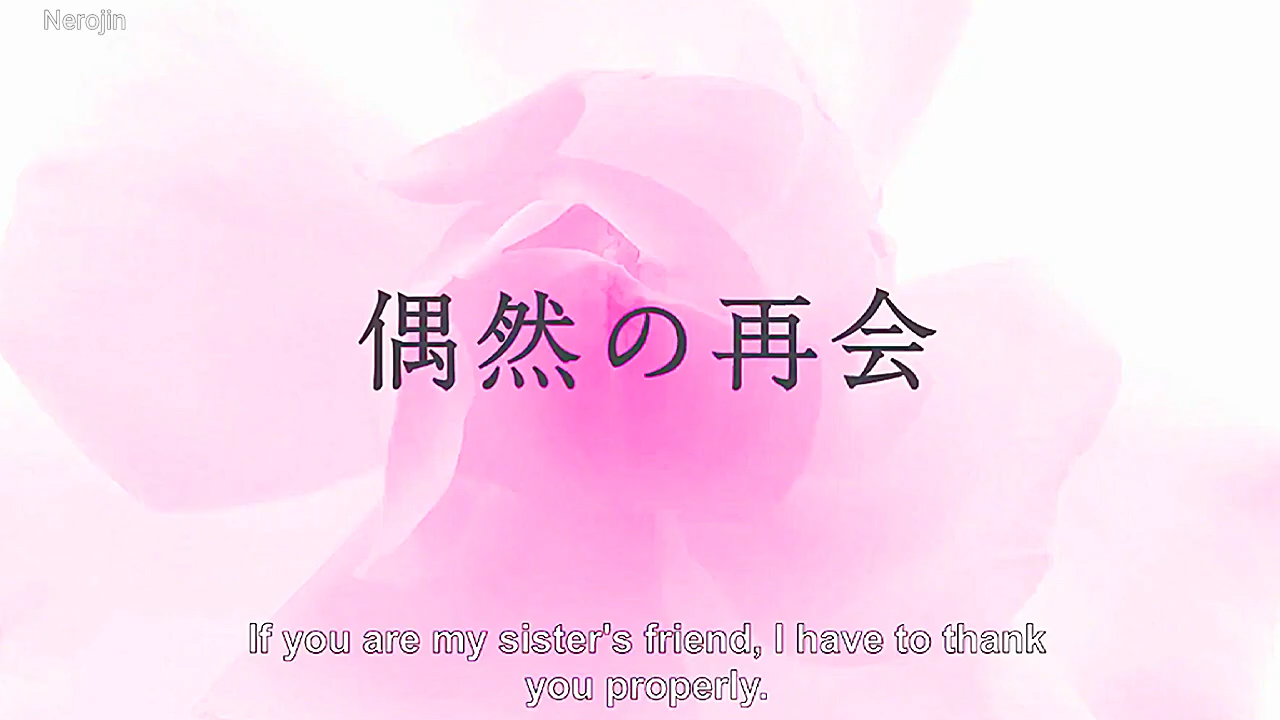 Nerojin
偶然の再会
If you are my sister's friend, I have to thank
you properly.